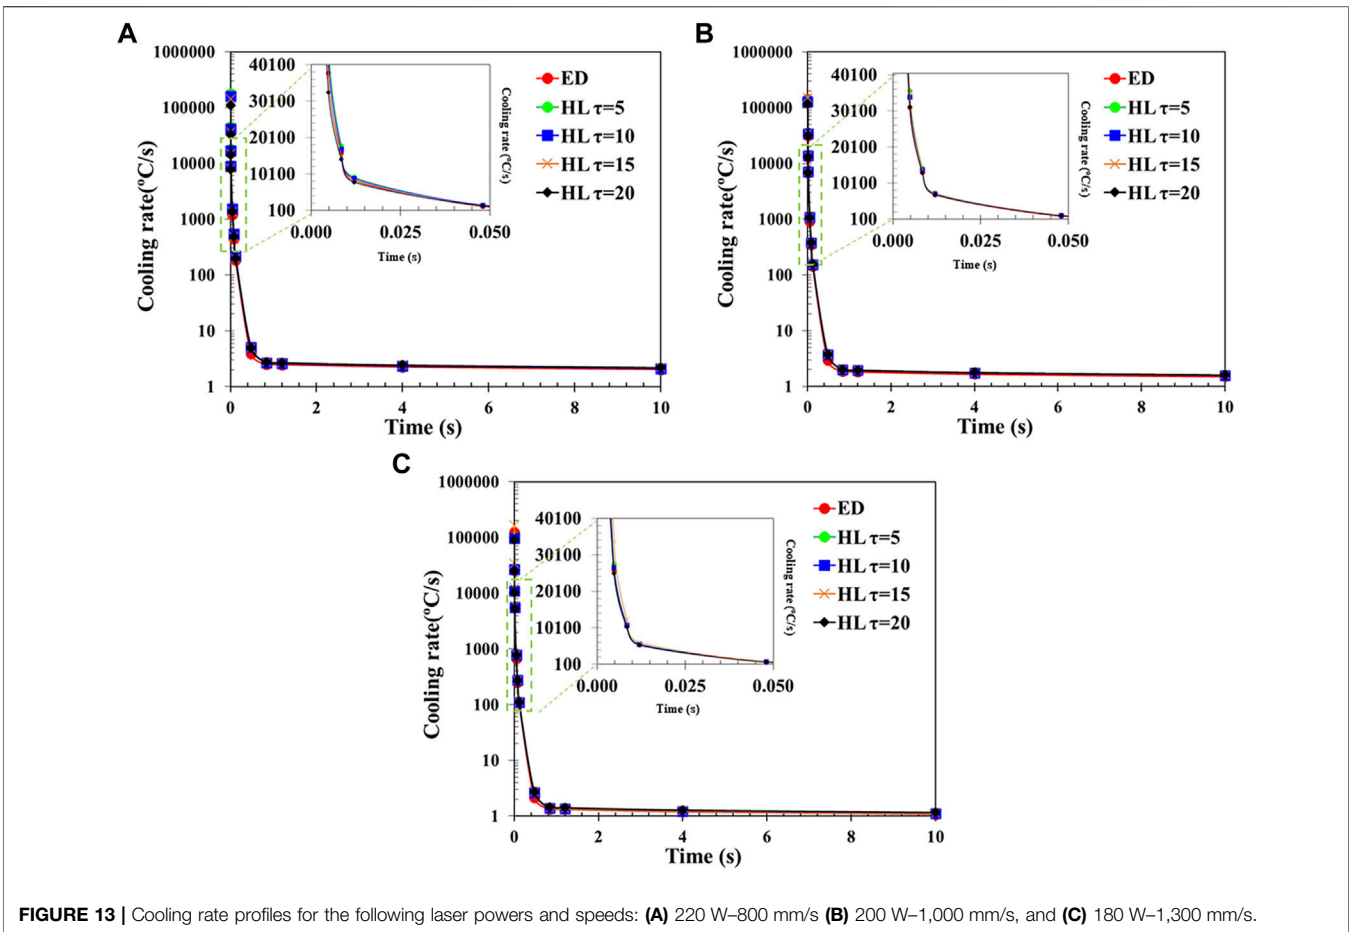 A
Cooling rate(ºC/s)
1000000
100000
10000
1000
100
10
1
0
2
4
6
8
10
Time (s)
40100
30100
20100
10100
100
0.000
0.025
0.050
Time (s)
Cooling rate (ºC/s)
ED
HL τ=5
HL τ=10
HL τ=15
HL τ=20
B
Cooling rate(ºC/s)
1000000
100000
10000
1000
100
10
1
0
2
4
6
8
10
Time (s)
40100
30100
20100
10100
100
0.000
0.025
0.050
Time (s)
Cooling rate (ºC/s)
ED
HL τ=5
HL τ=10
HL τ=15
HL τ=20
C
Cooling rate(ºC/s)
1000000
100000
10000
1000
100
10
1
0
2
4
6
8
10
Time (s)
40100
30100
20100
10100
100
0.000
0.025
0.050
Time (s)
Cooling rate (ºC/s)
ED
HL τ=5
HL τ=10
HL τ=15
HL τ=20
FIGURE 13 | Cooling rate profiles for the following laser powers and speeds: (A) 220 W–800 mm/s (B) 200 W–1,000 mm/s, and (C) 180 W–1,300 mm/s.